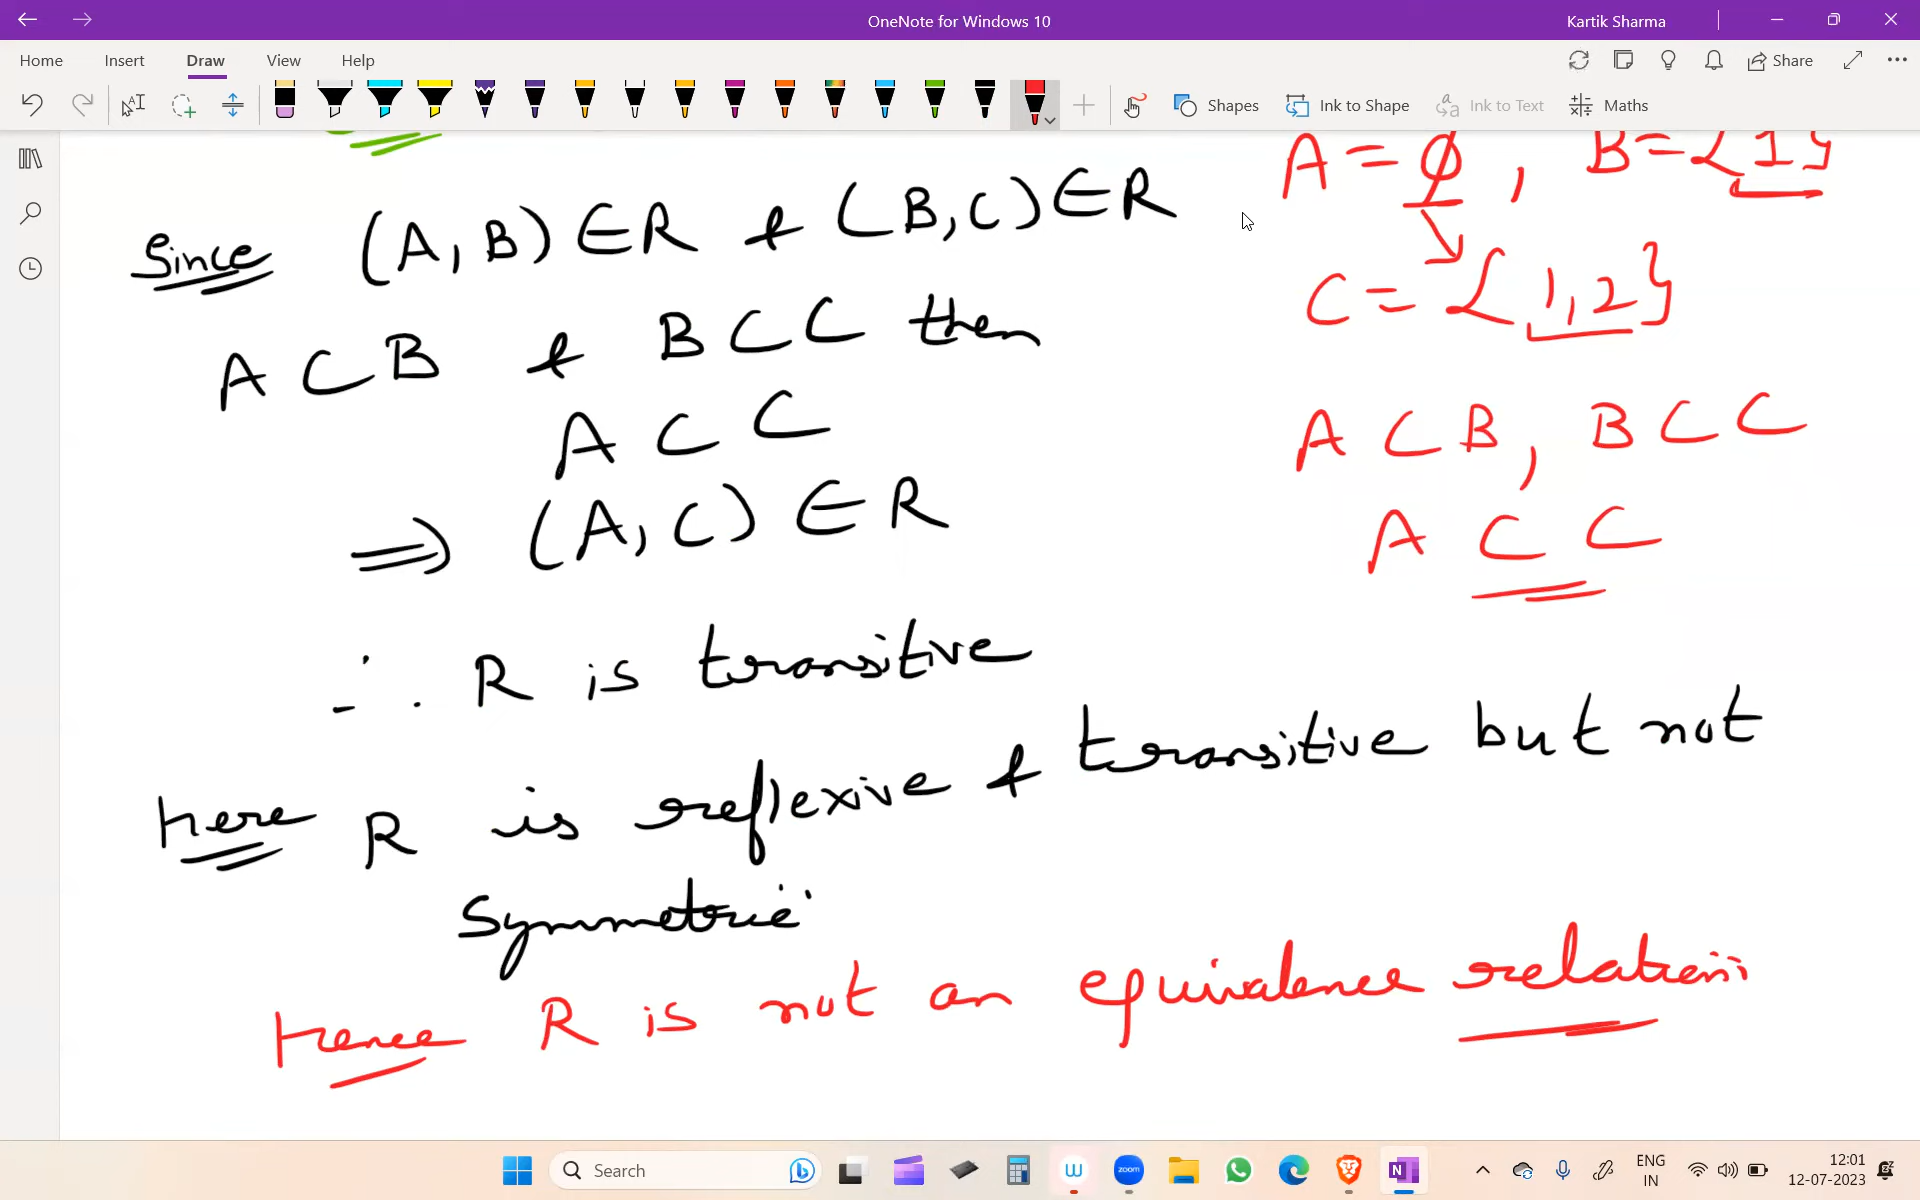 OneNote for Windows 10
Kartik Sharma
Home Insert Draw View Help
Share
Shapes Ink to Shape Ink to Text Maths
A = φ , B = {1}
Since (A, B) ∈ R & (B, C) ∈ R
C = {1,2}
A ⊂ B & B ⊂ C then
A ⊂ C
A ⊂ B, B ⊂ C
A ⊂ C
⇒ (A, C) ∈ R
∴ R is transitive
here R is reflexive & transitive but not
symmetric
Hence R is not an equivalence relation
Search
zoom
ENG
IN
12:01
12-07-2023